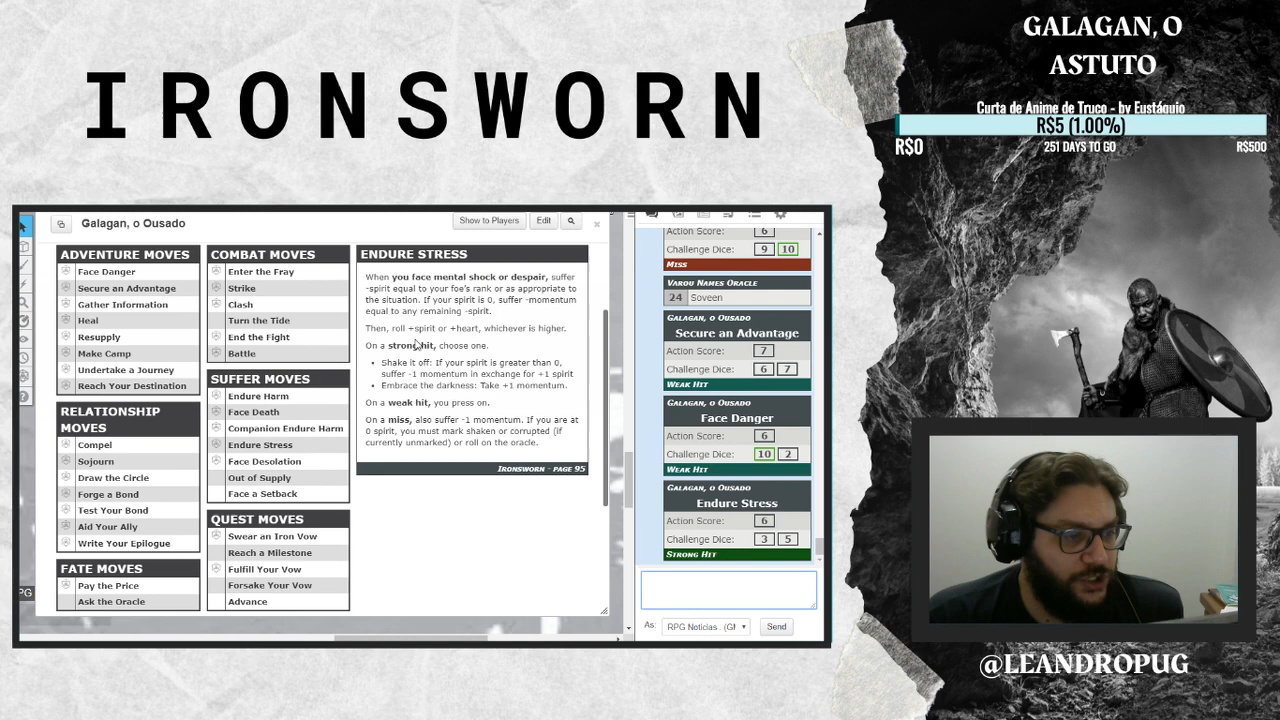 IRONSWORN
GALAGAN, O
ASTUTO
Curta de Anime de Truco - by Eustáquio
R$5 (1.00%)
R$0
251 DAYS TO GO
R$500
Galagan, o Ousado
Show to Players
Edit
ADVENTURE MOVES
Face Danger
Secure an Advantage
Gather Information
Heal
Resupply
Make Camp
Undertake a Journey
Reach Your Destination
RELATIONSHIP
MOVES
Compel
Sojourn
Draw the Circle
Forge a Bond
Test Your Bond
Aid Your Ally
Write Your Epilogue
FATE MOVES
Pay the Price
Ask the Oracle
COMBAT MOVES
Enter the Fray
Strike
Clash
Turn the Tide
End the Fight
Battle
SUFFER MOVES
Endure Harm
Face Death
Companion Endure Harm
Endure Stress
Face Desolation
Out of Supply
Face a Setback
QUEST MOVES
Swear an Iron Vow
Reach a Milestone
Fulfill Your Vow
Forsake Your Vow
Advance
ENDURE STRESS
When you face mental shock or despair, suffer
-spirit equal to your foe's rank or as appropriate to
the situation. If your spirit is 0, suffer -momentum
equal to any remaining -spirit.
Then, roll +spirit or +heart, whichever is higher.
On a strong hit, choose one.
• Shake it off: If your spirit is greater than 0,
suffer -1 momentum in exchange for +1 spirit
• Embrace the darkness: Take +1 momentum.
On a weak hit, you press on.
On a miss, also suffer -1 momentum. If you are at
0 spirit, you must mark shaken or corrupted (if
currently unmarked) or roll on the oracle.
Ironsworn - page 95
Action Score: 6
Challenge Dice: 9 10
Miss
Varou Names Oracle
24 Soveen
Galagan, o Ousado
Secure an Advantage
Action Score: 7
Challenge Dice: 6 7
Weak Hit
Galagan, o Ousado
Face Danger
Action Score: 6
Challenge Dice: 10 2
Weak Hit
Galagan, o Ousado
Endure Stress
Action Score: 6
Challenge Dice: 3 5
Strong Hit
As:
RPG Notícias (GM
Send
PG
@LEANDROPUG